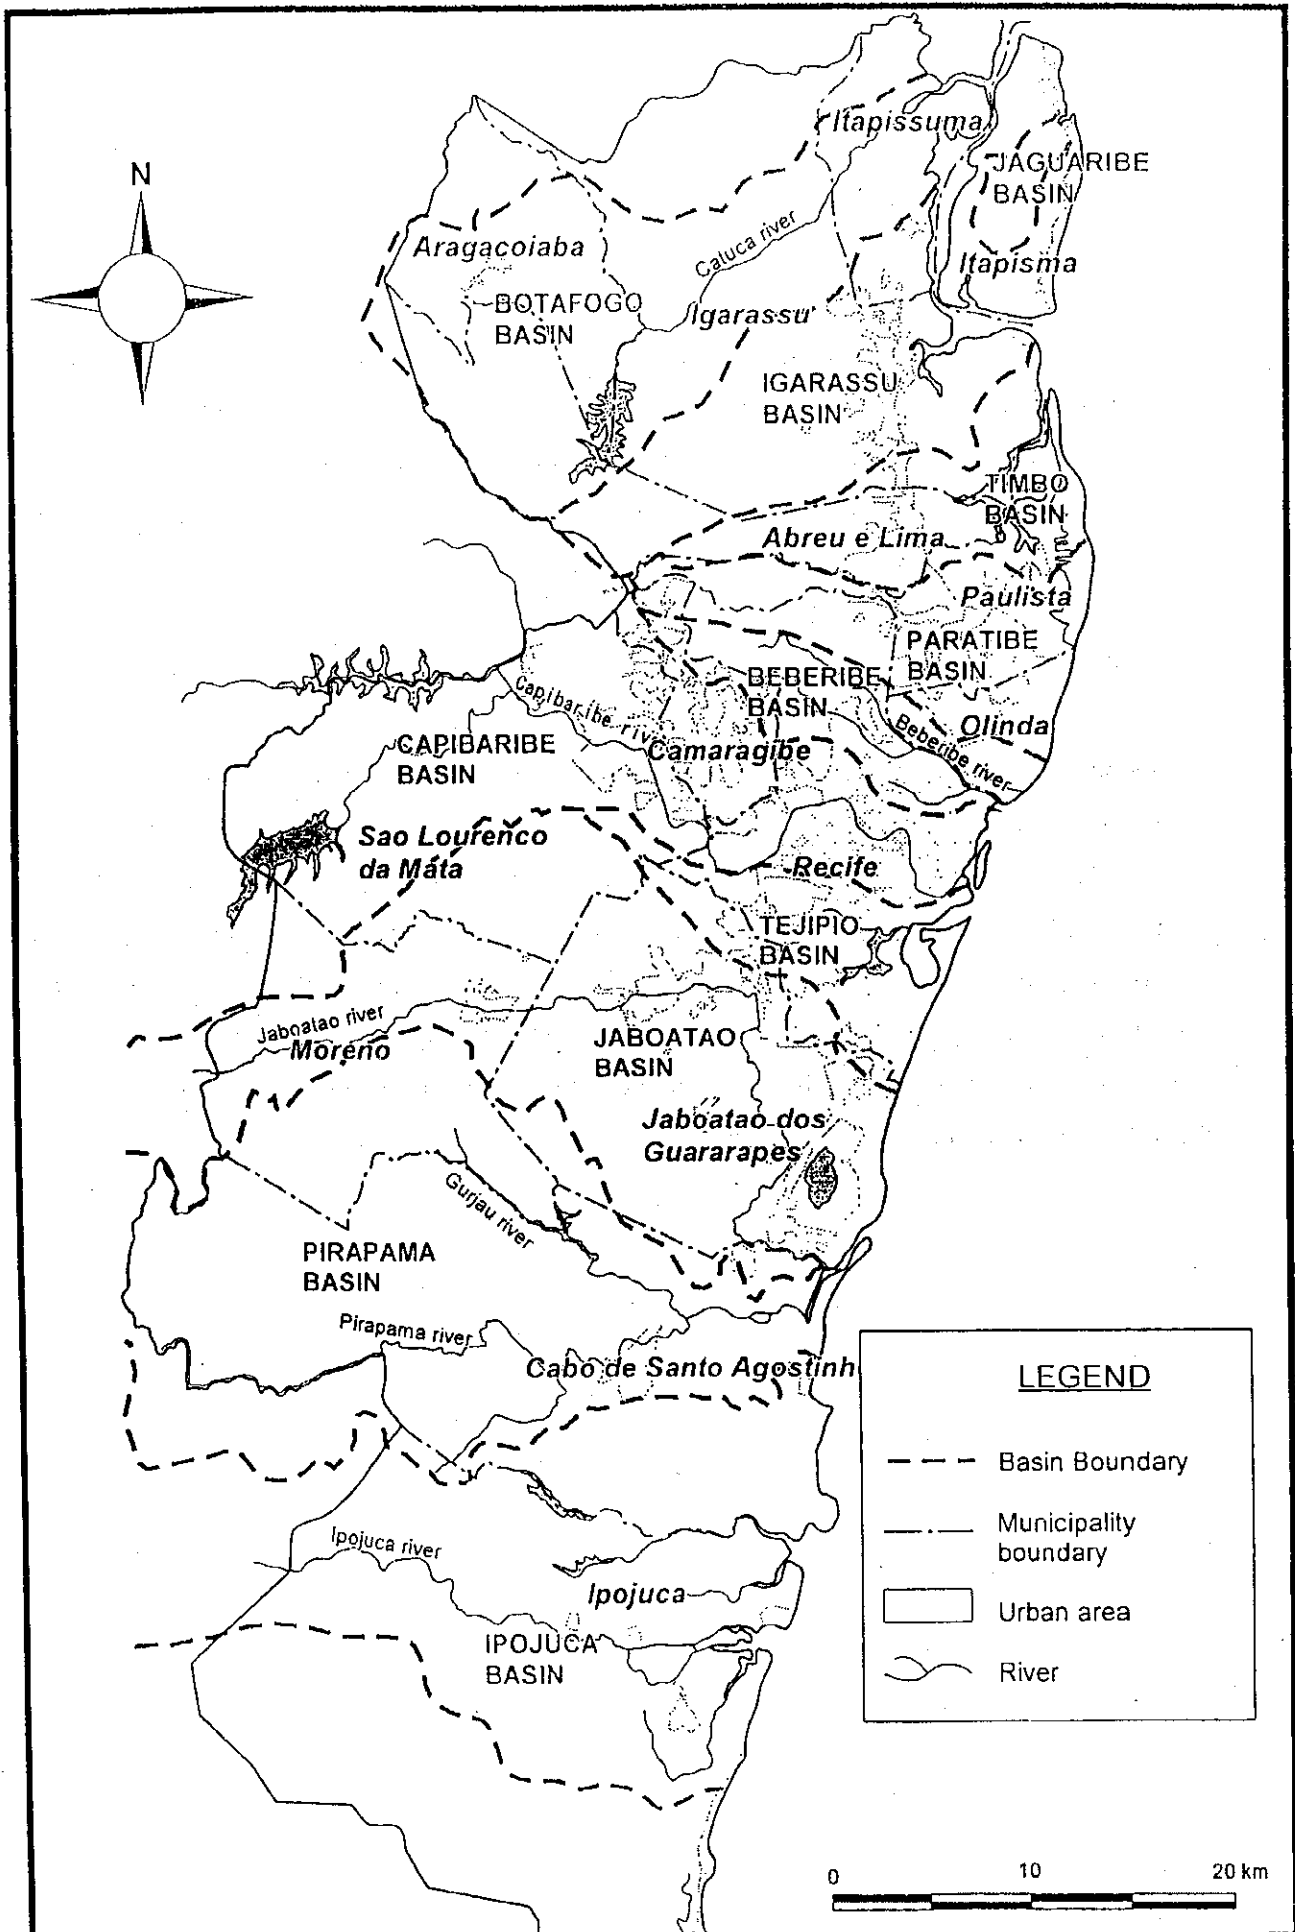 N
Itapissuma
JAGUARIBE
BASIN
Aragacoiaba
Catuca river
Itapisma
BOTAFOGO
BASIN
Igarassu
IGARASSU
BASIN
TIMBO
BASIN
Abreu e Lima
Paulista
PARATIBE
BASIN
BEBERIBE
BASIN
Capibaribe riv
Olinda
Beberibe river
CAPIBARIBE
BASIN
Camaragibe
Sao Lourenco
da Mata
Recife
TEJIPIO
BASIN
Jaboatao river
Moreno
JABOATAO
BASIN
Jaboatao dos
Guararapes
Gurjau river
PIRAPAMA
BASIN
Pirapama river
Cabo de Santo Agostinh
LEGEND
Basin Boundary
Municipality
boundary
Urban area
River
Ipojuca river
Ipojuca
IPOJUCA
BASIN
0 10 20 km